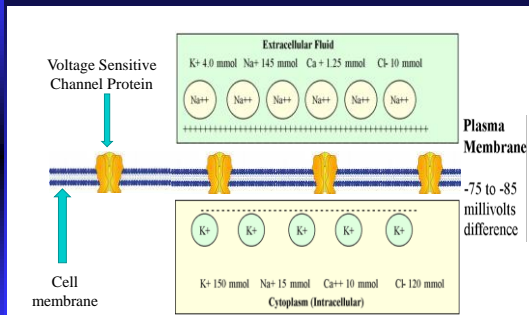 Extracellular Fluid
K+ 4.0 mmol Na+ 145 mmol Ca + 1.25 mmol Cl- 10 mmol
Voltage Sensitive
Channel Protein
Na++ Na++ Na++ Na++ Na++ Na++
++++++++++++++++++++++++++++++++++++++++++++++++
Plasma
Membrane
-75 to -85
millivolts
difference
K+ K+ K+ K+ K+
Cell
membrane
K+ 150 mmol Na+ 15 mmol Ca++ 10 mmol Cl- 120 mmol
Cytoplasm (Intracellular)